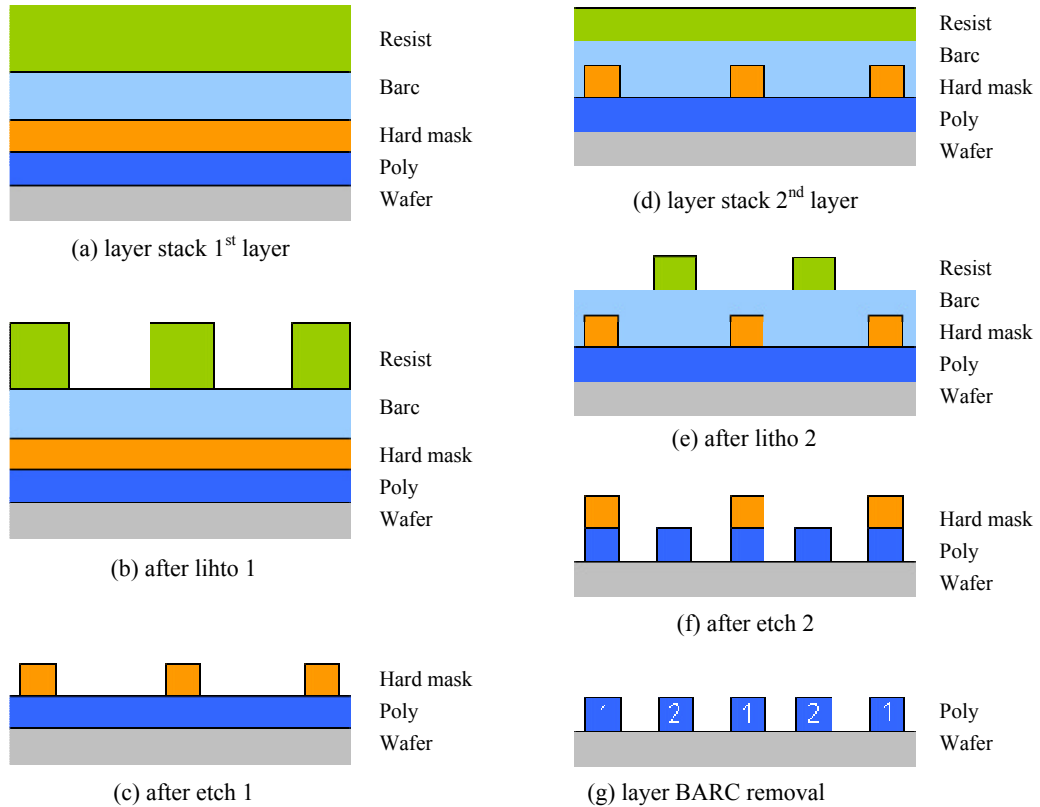 Resist
Barc
Hard mask
Poly
Wafer
(a) layer stack 1st layer
Resist
Barc
Hard mask
Poly
Wafer
(b) after lihto 1
Hard mask
Poly
Wafer
(c) after etch 1
Resist
Barc
Hard mask
Poly
Wafer
(d) layer stack 2nd layer
Resist
Barc
Hard mask
Poly
Wafer
(e) after litho 2
Hard mask
Poly
Wafer
(f) after etch 2
1 2 1 2 1
Poly
Wafer
(g) layer BARC removal